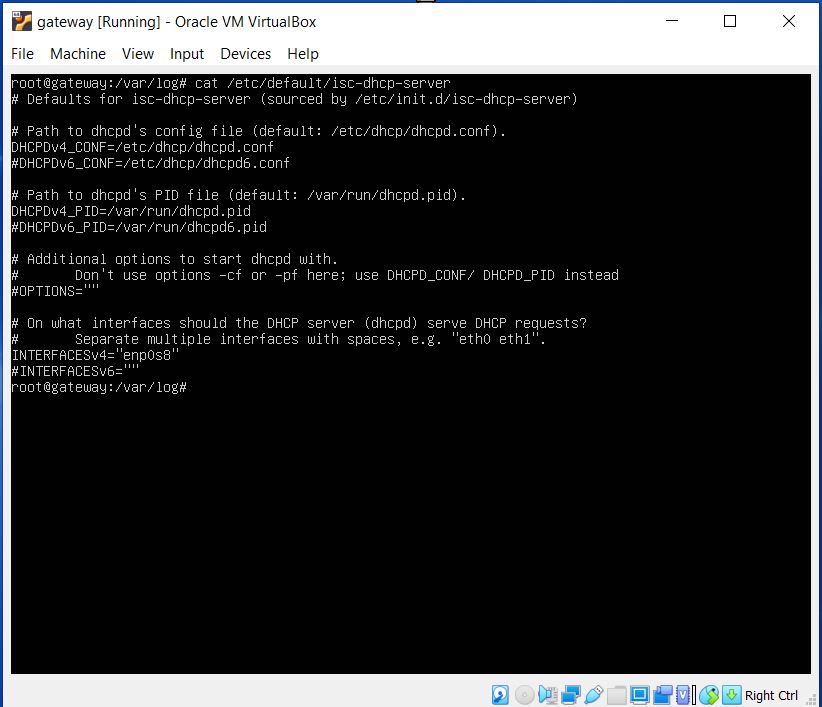 gateway [Running] - Oracle VM VirtualBox
File Machine View Input Devices Help
root@gateway:/var/log# cat /etc/default/isc-dhcp-server
# Defaults for isc-dhcp-server (sourced by /etc/init.d/isc-dhcp-server)
# Path to dhcpd's config file (default: /etc/dhcp/dhcpd.conf).
DHCPDv4_CONF=/etc/dhcp/dhcpd.conf
#DHCPDv6_CONF=/etc/dhcp/dhcpd6.conf
# Path to dhcpd's PID file (default: /var/run/dhcpd.pid).
DHCPDv4_PID=/var/run/dhcpd.pid
#DHCPDv6_PID=/var/run/dhcpd6.pid
# Additional options to start dhcpd with.
#       Don't use options -cf or -pf here; use DHCPD_CONF/ DHCPD_PID instead
#OPTIONS=""
# On what interfaces should the DHCP server (dhcpd) serve DHCP requests?
#       Separate multiple interfaces with spaces, e.g. "eth0 eth1".
INTERFACESv4="enp0s8"
#INTERFACESv6=""
root@gateway:/var/log#
Right Ctrl